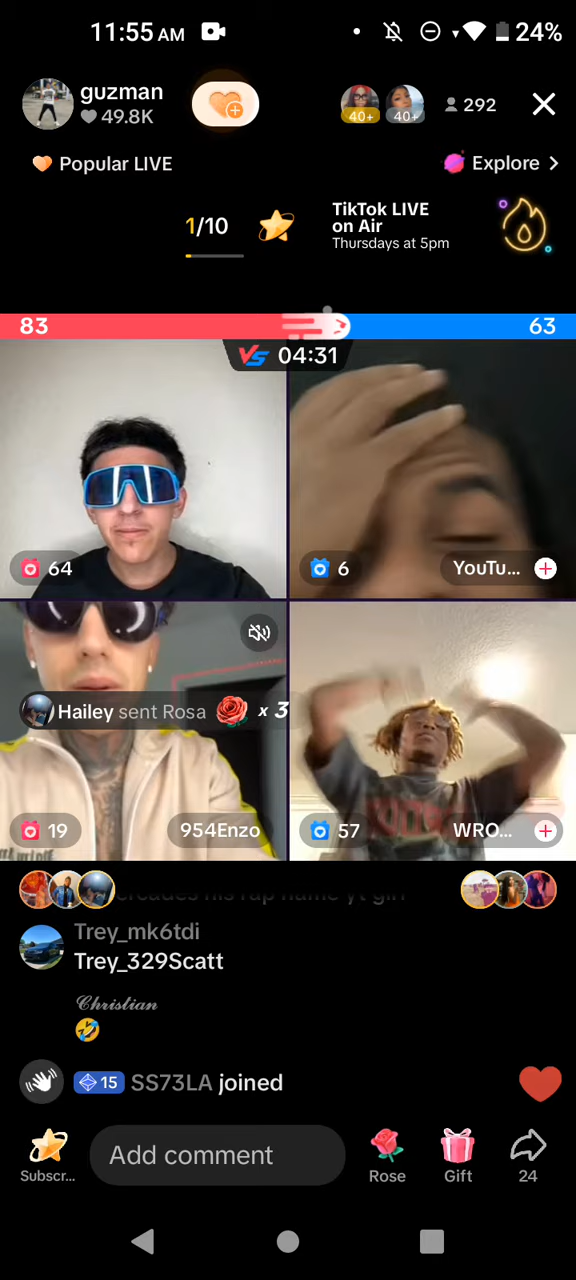 11:55 AM
24%
guzman
49.8K
40+
40+
292
Popular LIVE
Explore
1/10
TikTok LIVE
on Air
Thursdays at 5pm
83
63
VS 04:31
64
6
YouTu...
Hailey sent Rosa x 3
19
954Enzo
57
WRO...
Trey_mk6tdi
Trey_329Scatt
𝒞𝒽𝓇𝒾𝓈𝓉𝒾𝒶𝓃
🤣
15 SS73LA joined
Subscr...
Add comment
Rose
Gift
24